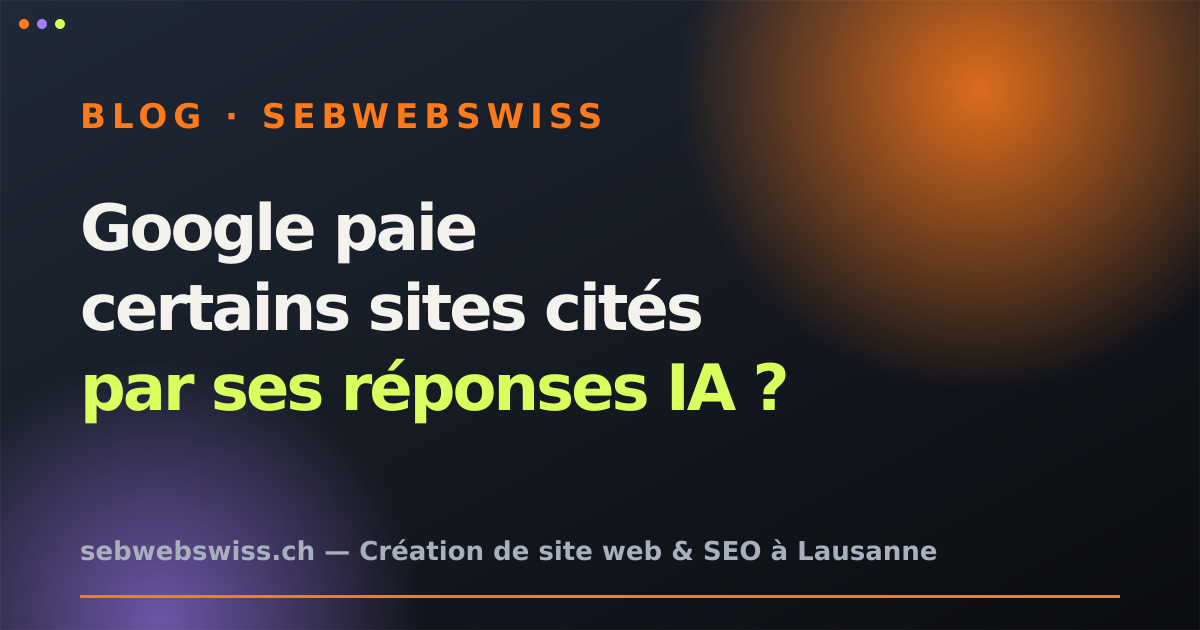 BLOG · SEBWEBSWISS
Google paie
certains sites cités
par ses réponses IA ?
sebwebswiss.ch — Création de site web & SEO à Lausanne